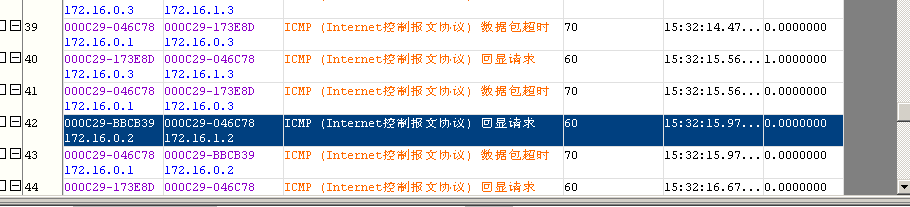 172.16.0.3 172.16.1.3
39 000C29-046C78 000C29-173E8D ICMP (Internet控制报文协议) 数据包超时 70 15:32:14.47... 0.0000000
172.16.0.1 172.16.0.3
40 000C29-173E8D 000C29-046C78 ICMP (Internet控制报文协议) 回显请求 60 15:32:15.56... 1.0000000
172.16.0.3 172.16.1.3
41 000C29-046C78 000C29-173E8D ICMP (Internet控制报文协议) 数据包超时 70 15:32:15.56... 0.0000000
172.16.0.1 172.16.0.3
42 000C29-BBCB39 000C29-046C78 ICMP (Internet控制报文协议) 回显请求 60 15:32:15.97... 0.0000000
172.16.0.2 172.16.1.2
43 000C29-046C78 000C29-BBCB39 ICMP (Internet控制报文协议) 数据包超时 70 15:32:15.97... 0.0000000
172.16.0.1 172.16.0.2
44 000C29-173E8D 000C29-046C78 ICMP (Internet控制报文协议) 回显请求 60 15:32:16.67... 0.0000000